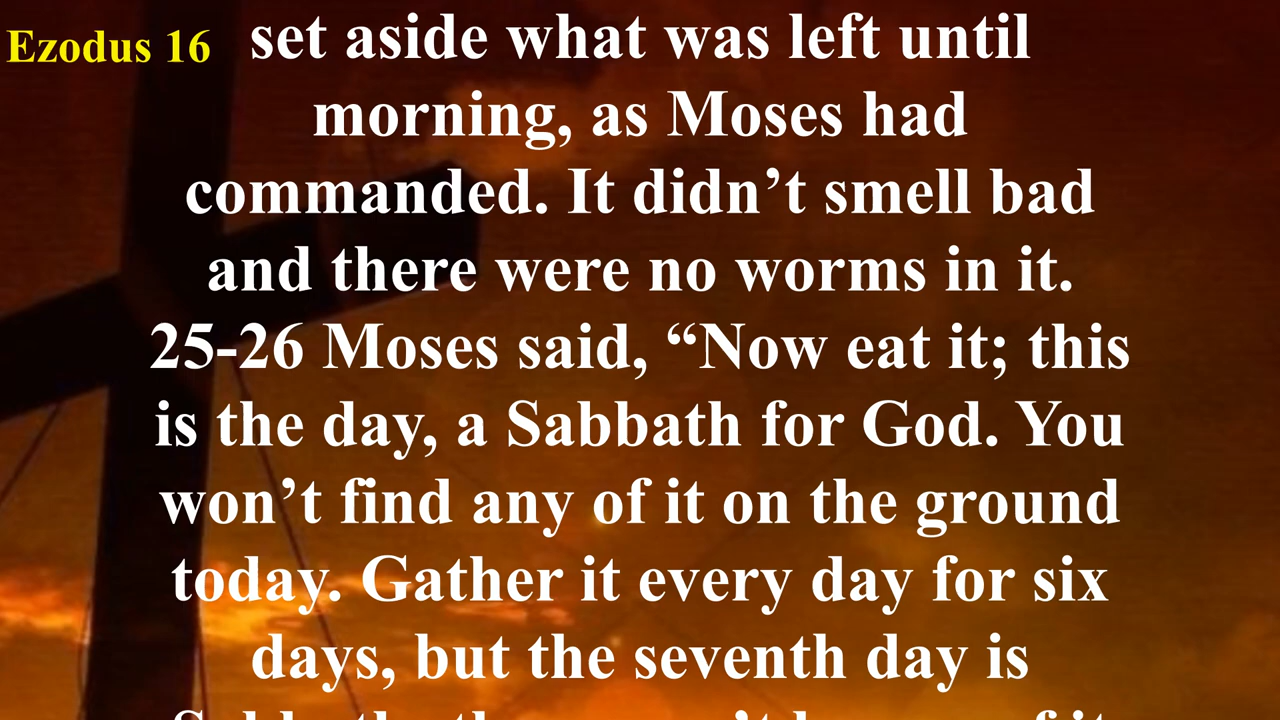 Ezodus 16
set aside what was left until
morning, as Moses had
commanded. It didn’t smell bad
and there were no worms in it.
25-26 Moses said, “Now eat it; this
is the day, a Sabbath for God. You
won’t find any of it on the ground
today. Gather it every day for six
days, but the seventh day is